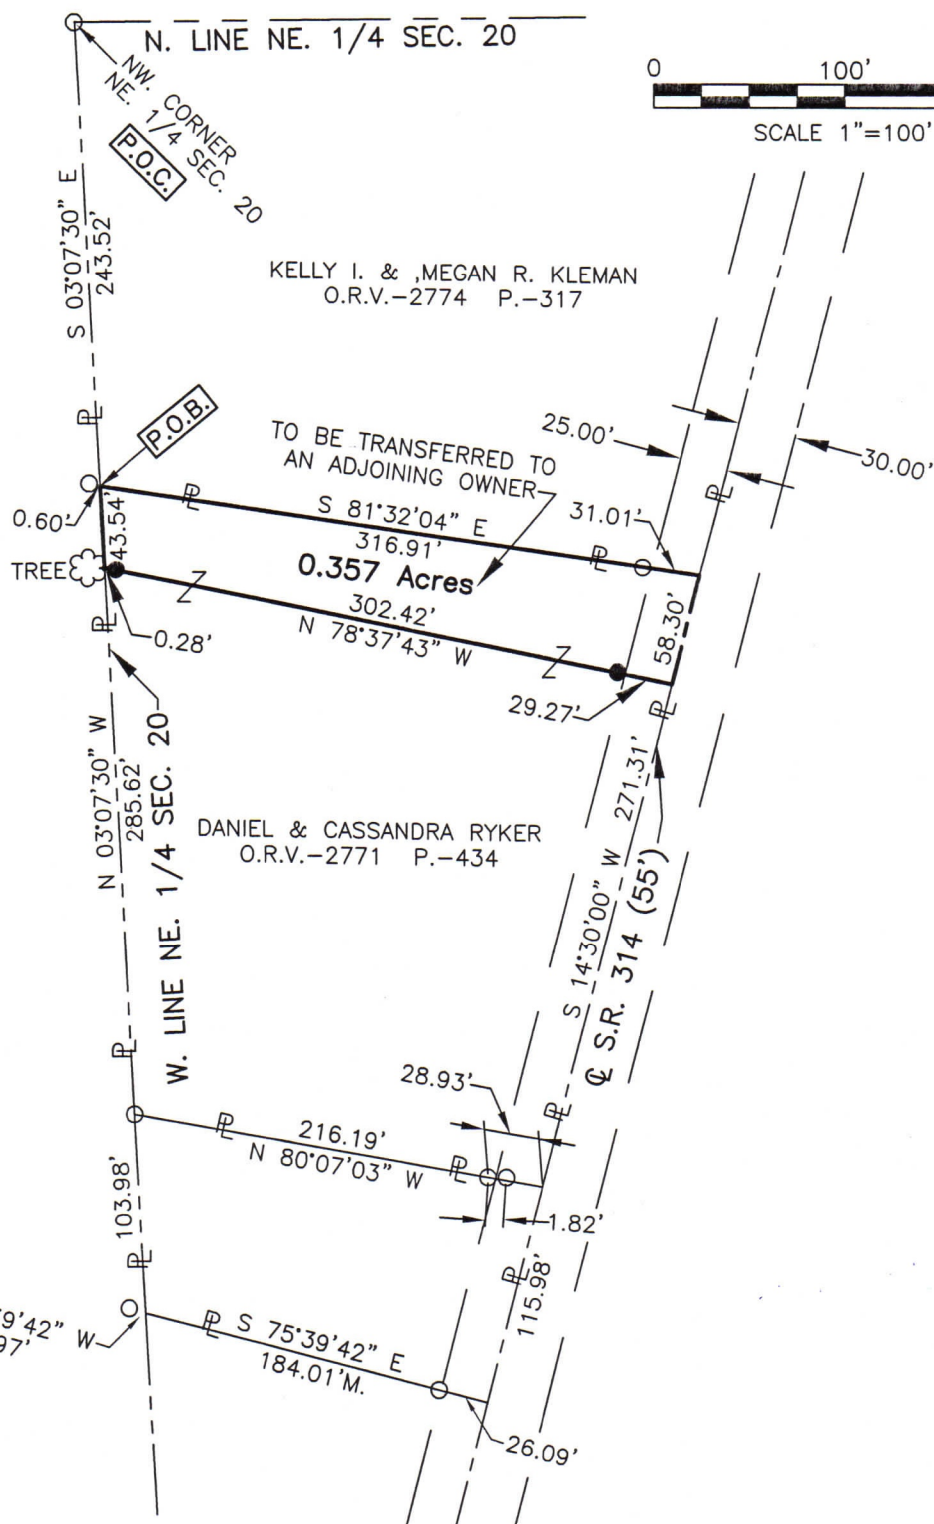 N. LINE NE. 1/4 SEC. 20
NW. CORNER
NE. 1/4 SEC. 20
P.O.C.
0 100'
SCALE 1"=100'
S 03°07'30" E
243.52'
KELLY I. & ,MEGAN R. KLEMAN
O.R.V.-2774 P.-317
P.O.B.
TO BE TRANSFERRED TO
AN ADJOINING OWNER
25.00'
30.00'
0.60'
43.54'
S 81°32'04" E
316.91'
31.01'
TREE
0.357 Acres
302.42'
N 78°37'43" W
58.30'
0.28'
29.27'
N 03°07'30" W
285.62'
W. LINE NE. 1/4 SEC. 20
DANIEL & CASSANDRA RYKER
O.R.V.-2771 P.-434
S 14°30'00" W 271.31'
℄ S.R. 314 (55')
28.93'
216.19'
N 80°07'03" W
1.82'
103.98'
115.98'
9'42" W
97'
S 75°39'42" E
184.01'M.
26.09'